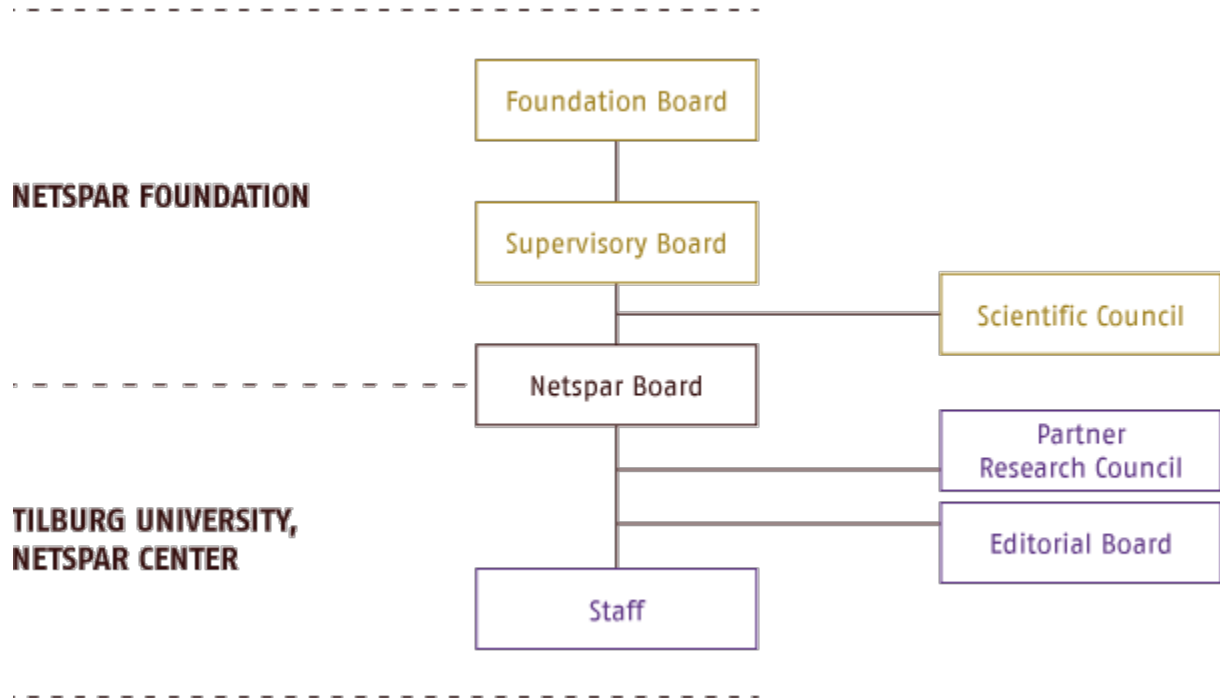 Foundation Board
NETSPAR FOUNDATION
Supervisory Board
Scientific Council
Netspar Board
Partner
Research Council
TILBURG UNIVERSITY,
NETSPAR CENTER
Editorial Board
Staff